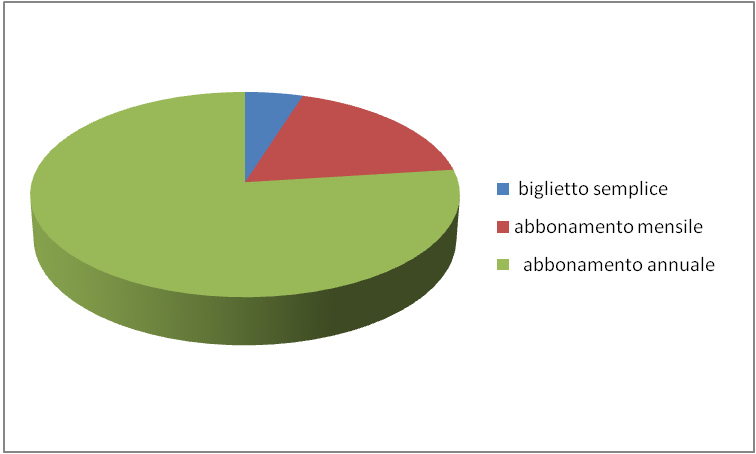 biglietto semplice
abbonamento mensile
abbonamento annuale